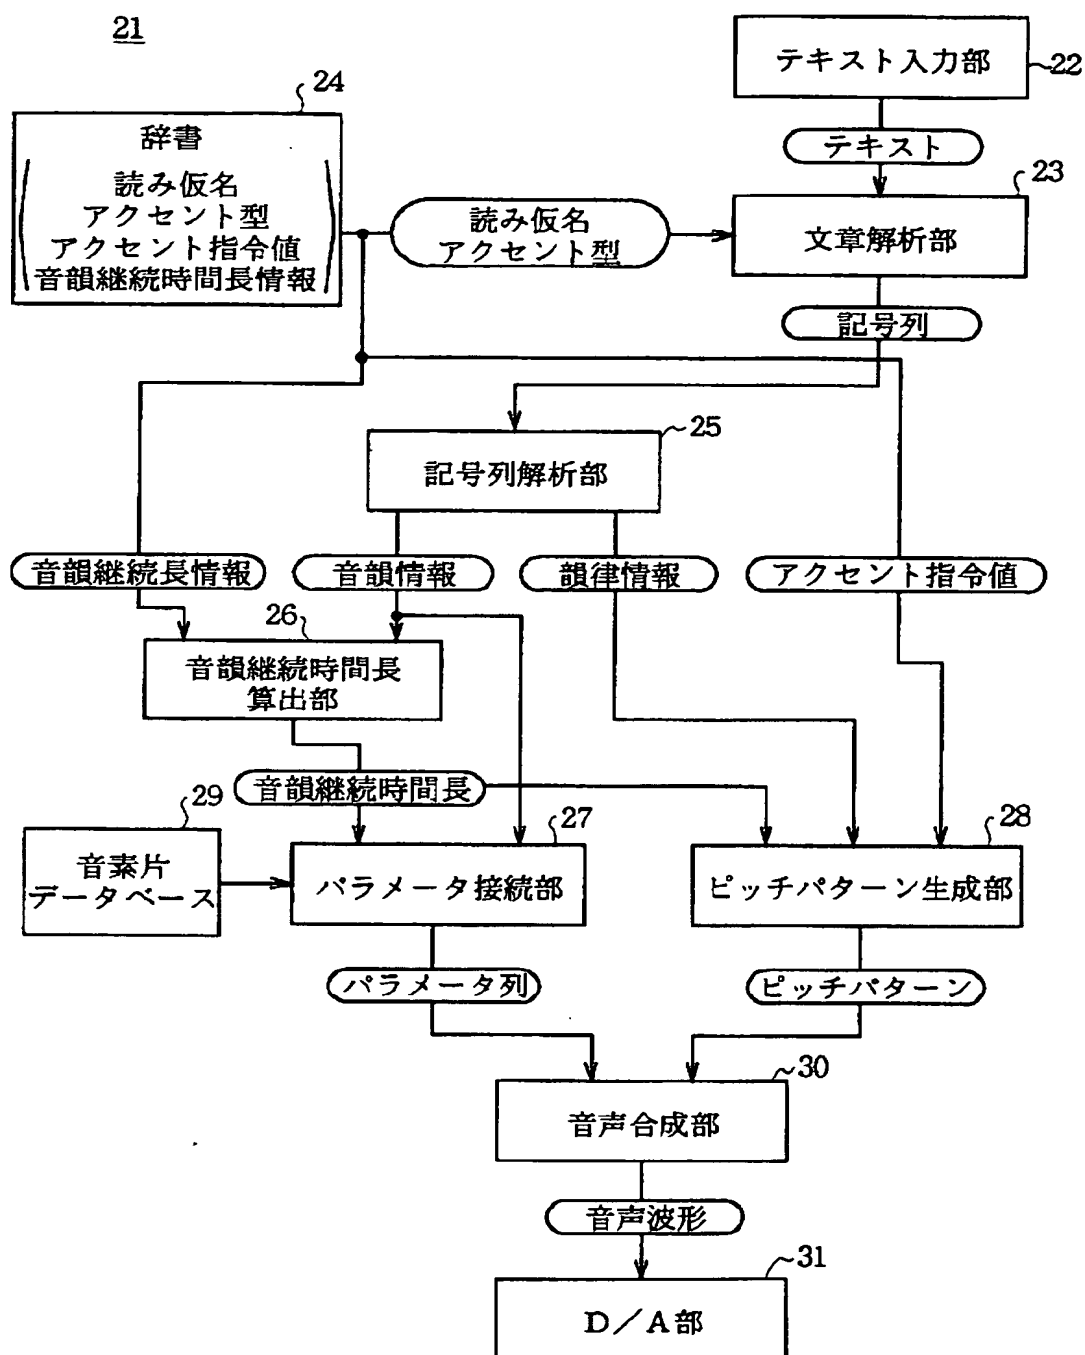 21
テキスト入力部
22
24
辞書
読み仮名
アクセント型
アクセント指令値
音韻継続時間長情報
テキスト
23
読み仮名
アクセント型
文章解析部
記号列
25
記号列解析部
音韻継続長情報
音韻情報
韻律情報
アクセント指令値
26
音韻継続時間長
算出部
音韻継続時間長
29
音素片
データベース
27
パラメータ接続部
28
ピッチパターン生成部
パラメータ列
ピッチパターン
30
音声合成部
音声波形
31
D/A部